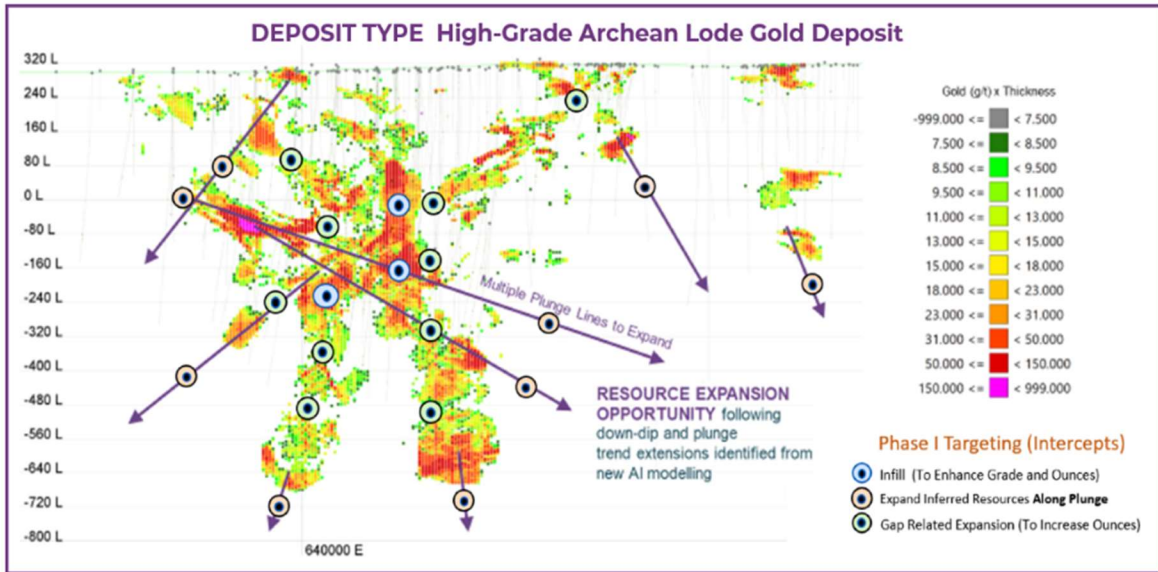 DEPOSIT TYPE High-Grade Archean Lode Gold Deposit
320 L
240 L
160 L
80 L
0 L
-80 L
-160 L
-240 L
-320 L
-400 L
-480 L
-560 L
-640 L
-720 L
-800 L
640000 E
Multiple Plunge Lines to Expand
RESOURCE EXPANSION
OPPORTUNITY following
down-dip and plunge
trend extensions identified from
new AI modelling
Gold (g/t) x Thickness
-999.000 <= < 7.500
7.500 <= < 8.500
8.500 <= < 9.500
9.500 <= < 11.000
11.000 <= < 13.000
13.000 <= < 15.000
15.000 <= < 18.000
18.000 <= < 23.000
23.000 <= < 31.000
31.000 <= < 50.000
50.000 <= < 150.000
150.000 <= < 999.000
Phase I Targeting (Intercepts)
Infill (To Enhance Grade and Ounces)
Expand Inferred Resources Along Plunge
Gap Related Expansion (To Increase Ounces)